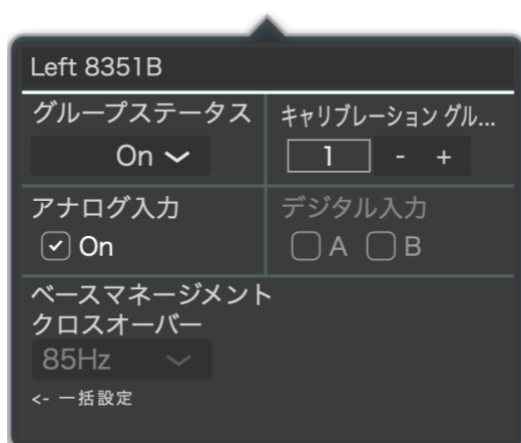 Left 8351B
グループステータス
キャリブレーション グル...
On
1 - +
アナログ入力
デジタル入力
On
A B
ベースマネージメント
クロスオーバー
85Hz
<- 一括設定